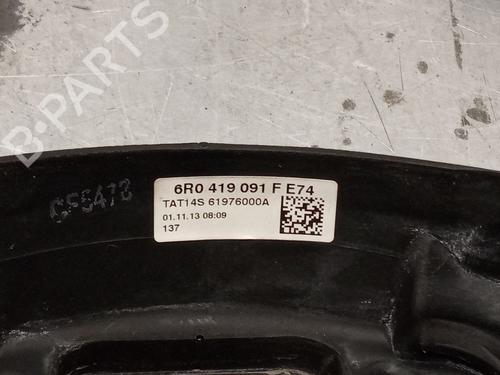 B-PARTS
6R0 419 091 F E74
TAT14S 61976000A
01.11.13 08:09
137